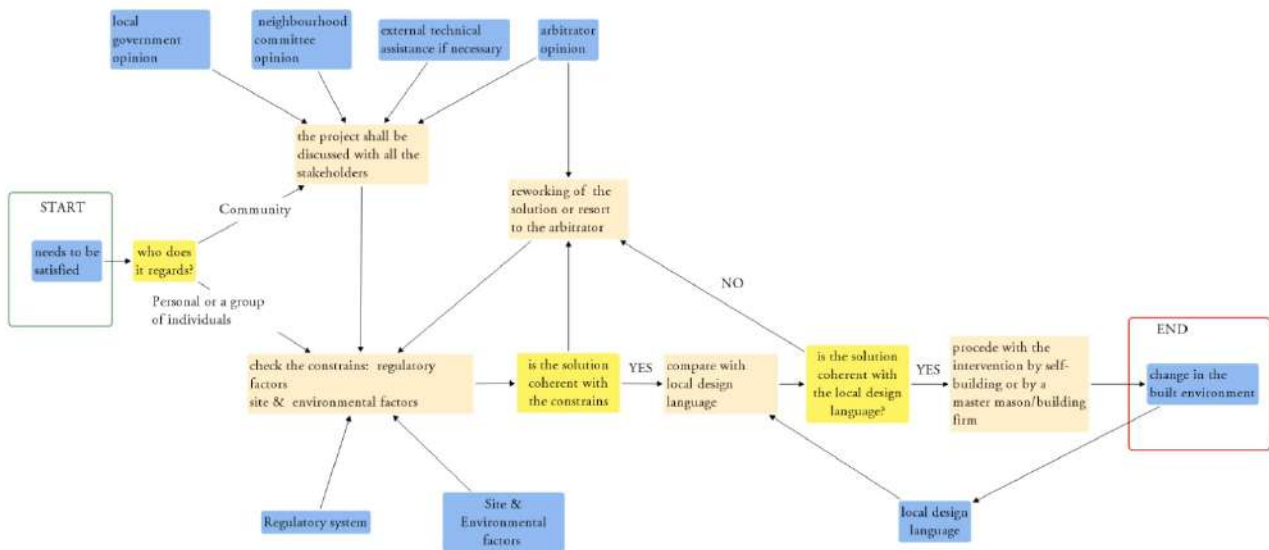 local
government
opinion
neighbourhood
committee
opinion
external technical
assistance if necessary
arbitrator
opinion
the project shall be
discussed with all the
stakeholders
reworking of the
solution or resort
to the arbitrator
START
needs to be
satisfied
who does
it regards?
Community
Personal or a group
of individuals
check the constrains: regulatory
factors
site & environmental factors
is the solution
coherent with
the constrains
YES
compare with
local design
language
NO
is the solution
coherent with
the local design
language?
YES
procede with the
intervention by self-
building or by a
master mason/building
firm
END
change in the
built environment
Regulatory system
Site &
Environmental
factors
local design
language